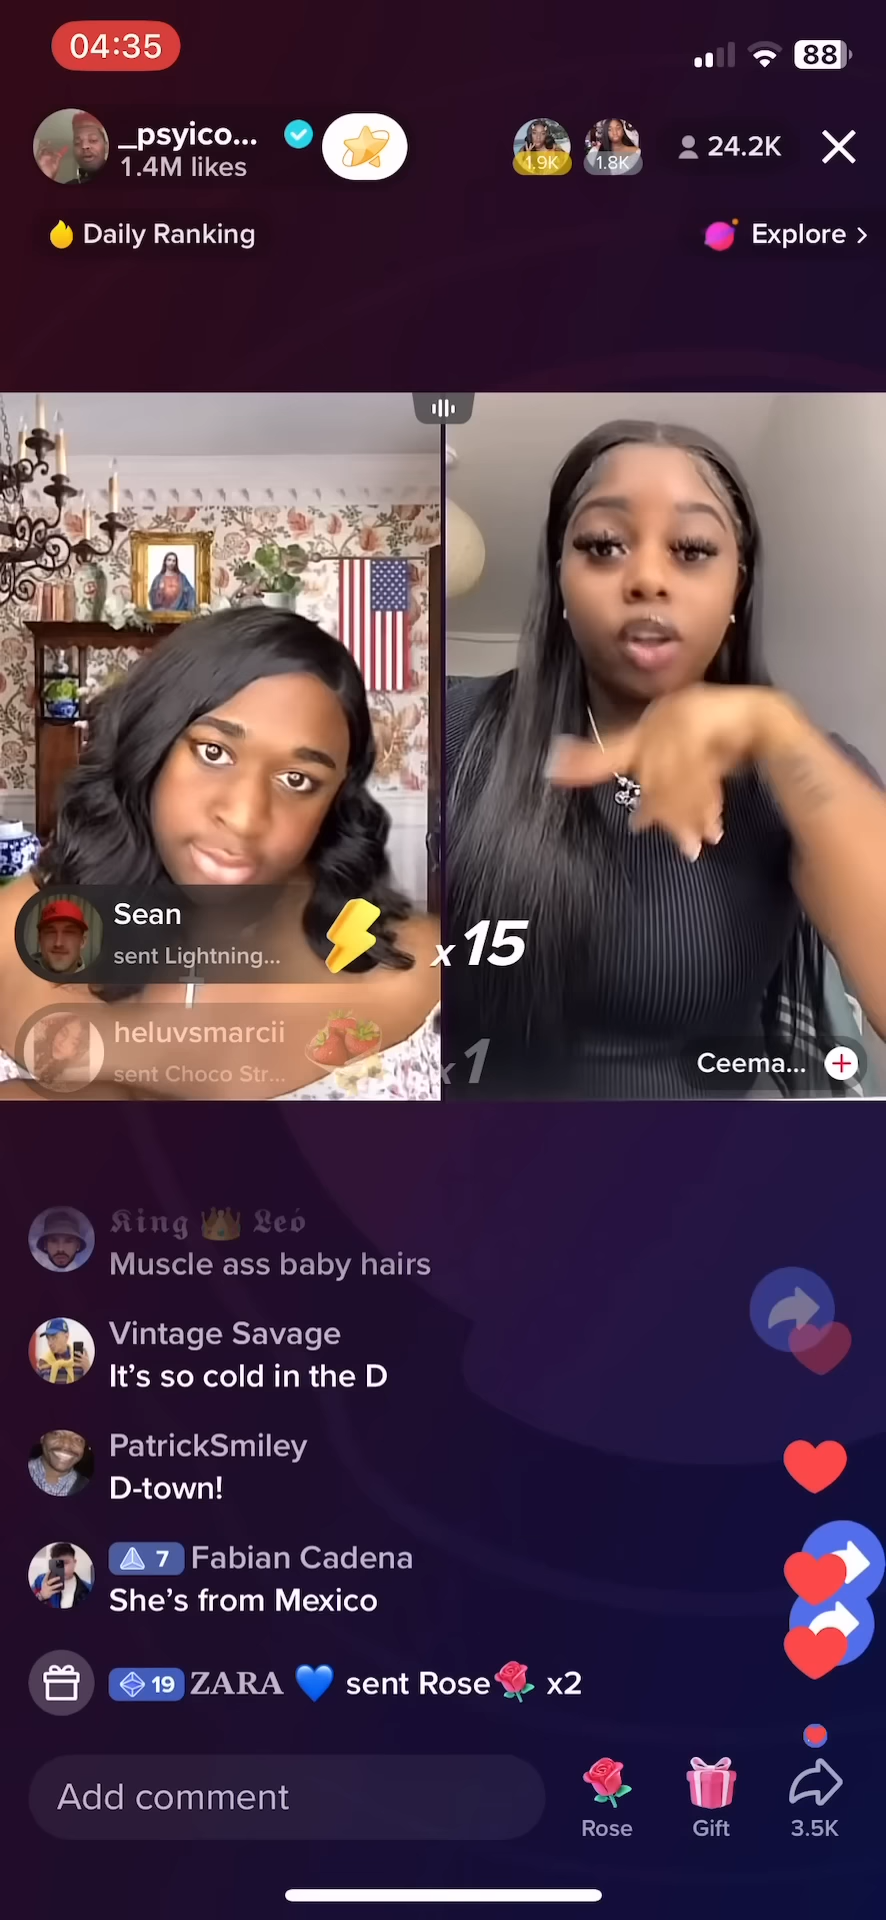 04:35
88
_psyico...
1.4M likes
1.9K
1.8K
24.2K
Daily Ranking
Explore >
Sean
sent Lightning...
x15
heluvsmarcii
sent Choco Str...
x1
Ceema...
𝕶𝖎𝖓𝖌 👑 𝕷𝖊ó
Muscle ass baby hairs
Vintage Savage
It's so cold in the D
PatrickSmiley
D-town!
7 Fabian Cadena
She's from Mexico
19 ZARA 💙 sent Rose🌹 x2
Add comment
Rose
Gift
3.5K